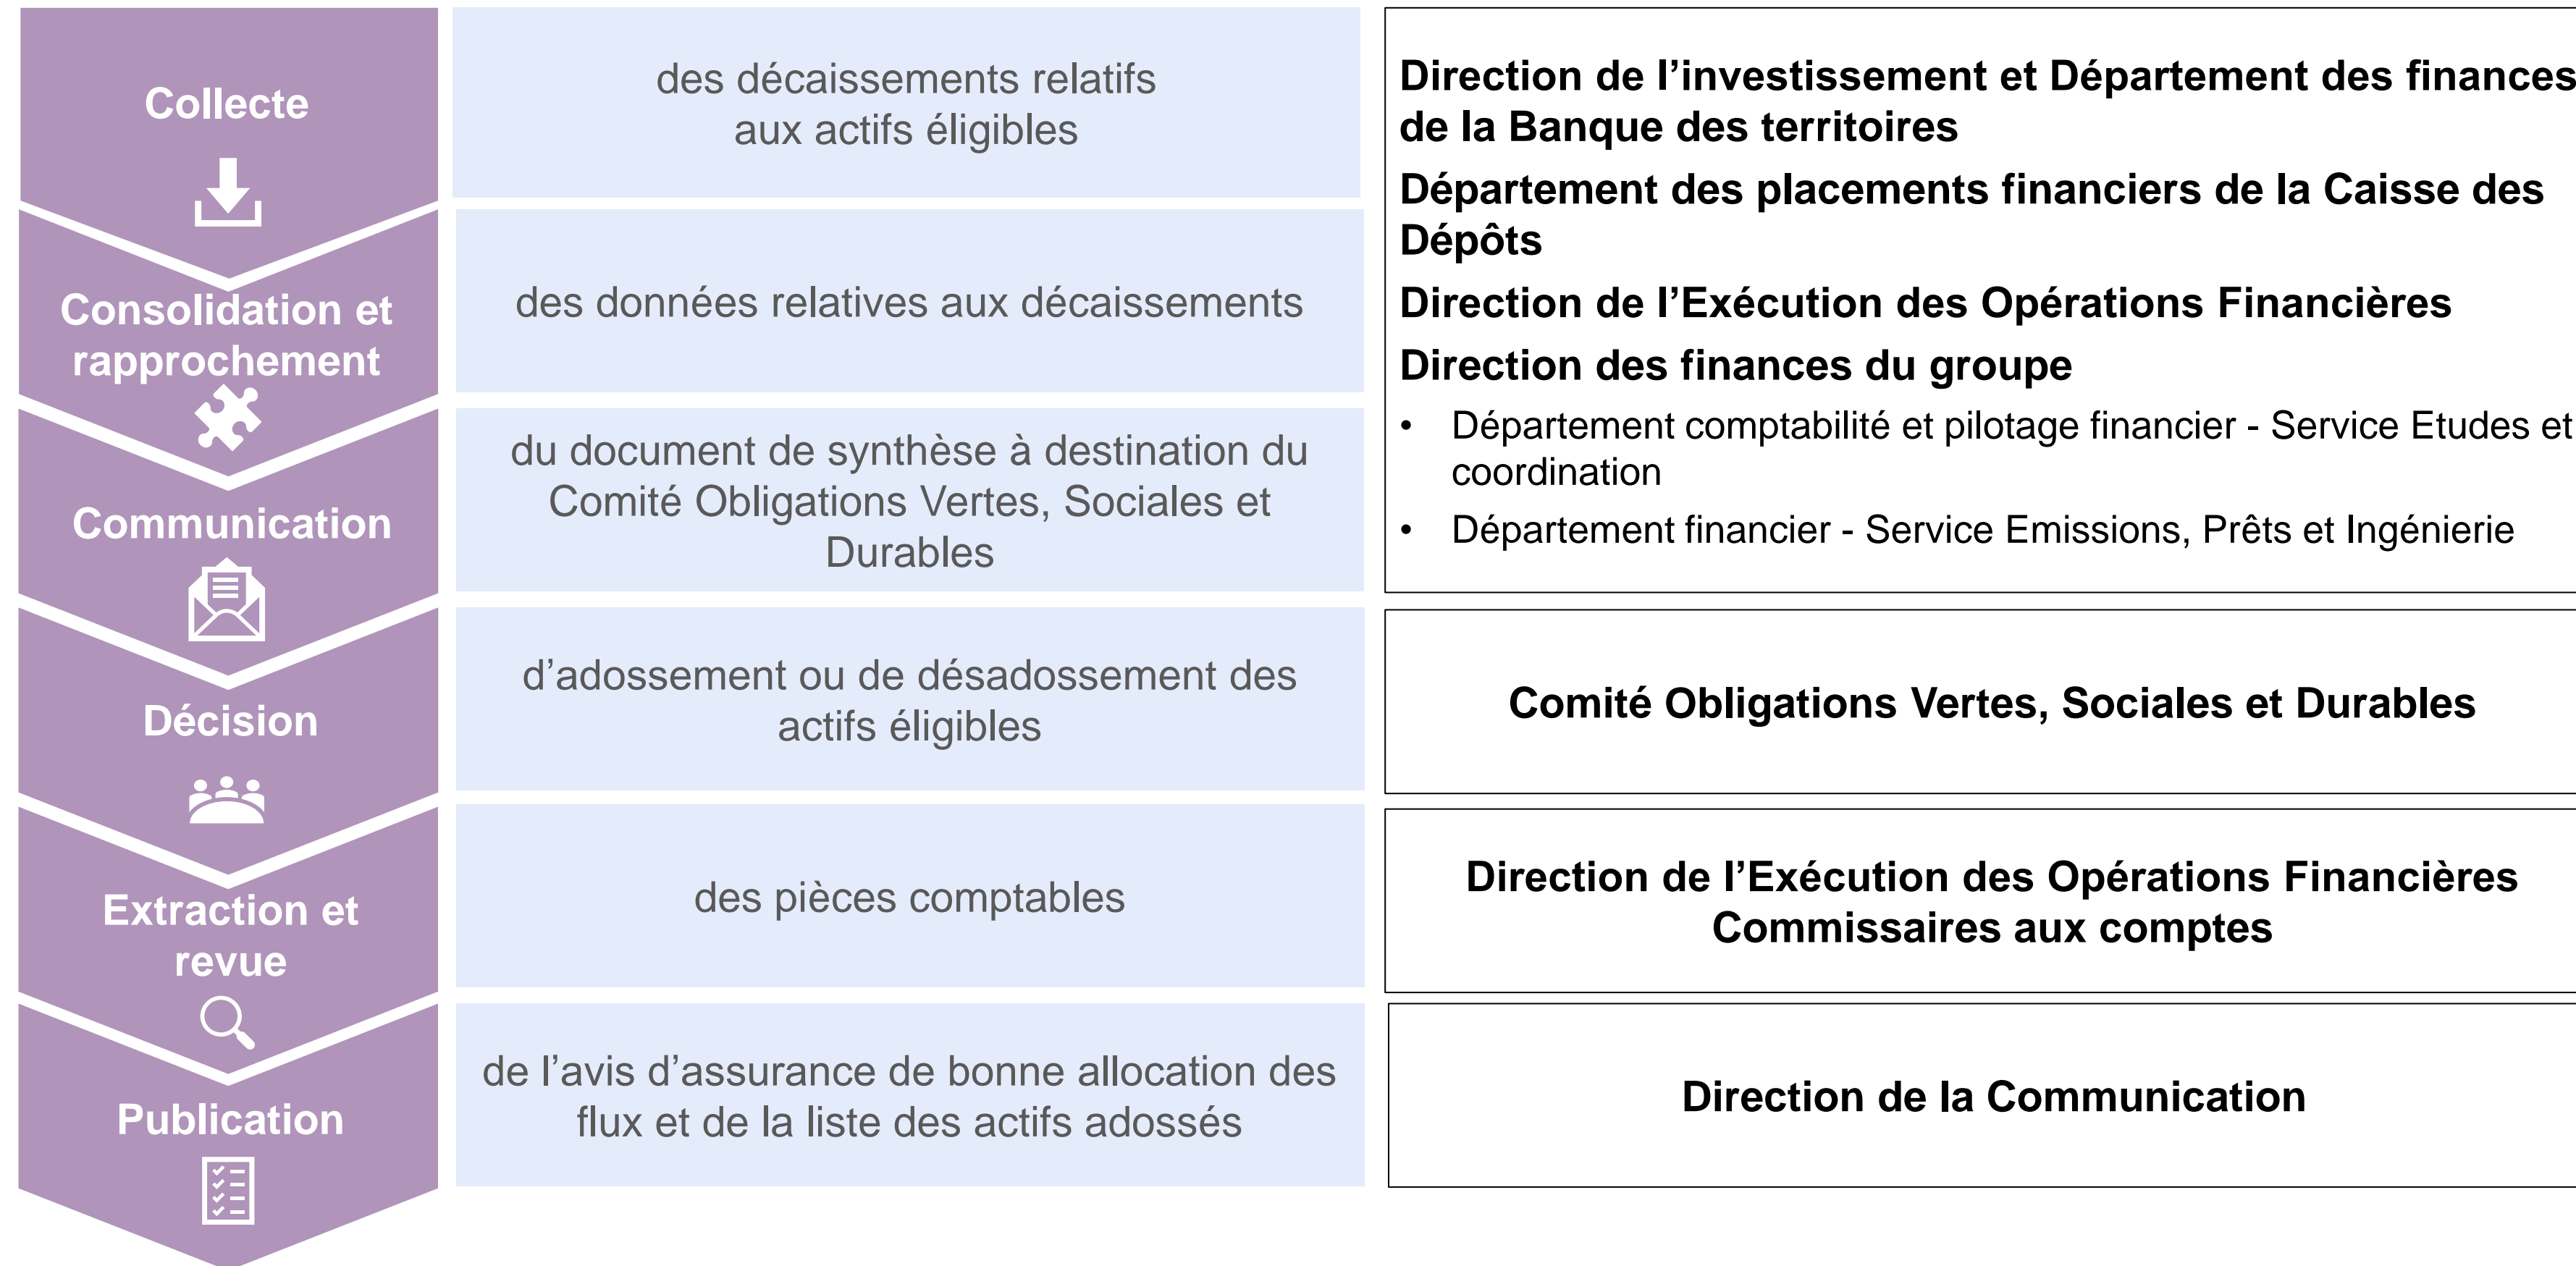 Collecte
des décaissements relatifs
aux actifs éligibles
Direction de l’investissement et Département des finances
de la Banque des territoires
Département des placements financiers de la Caisse des
Dépôts
Direction de l’Exécution des Opérations Financières
Direction des finances du groupe
• Département comptabilité et pilotage financier - Service Etudes et
coordination
• Département financier - Service Emissions, Prêts et Ingénierie
Consolidation et
rapprochement
des données relatives aux décaissements
Communication
du document de synthèse à destination du
Comité Obligations Vertes, Sociales et
Durables
Décision
d’adossement ou de désadossement des
actifs éligibles
Comité Obligations Vertes, Sociales et Durables
Extraction et
revue
des pièces comptables
Direction de l’Exécution des Opérations Financières
Commissaires aux comptes
Publication
de l’avis d’assurance de bonne allocation des
flux et de la liste des actifs adossés
Direction de la Communication